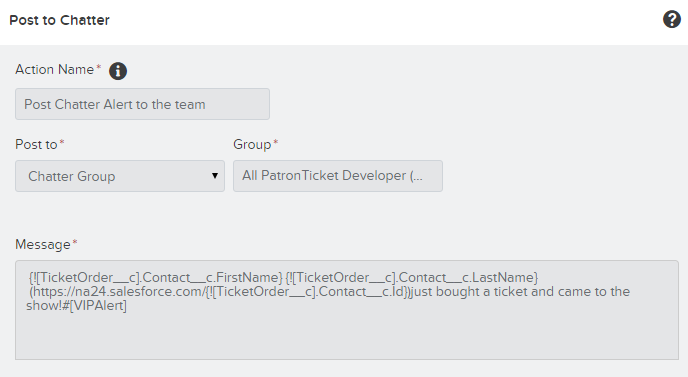 Post to Chatter
Action Name*
Post Chatter Alert to the team
Post to* Group*
Chatter Group All PatronTicket Developer (...
Message*
{![TicketOrder__c].Contact__c.FirstName} {![TicketOrder__c].Contact__c.LastName}
(https://na24.salesforce.com/{![TicketOrder__c].Contact__c.Id})just bought a ticket and came to the
show!#[VIPAlert]